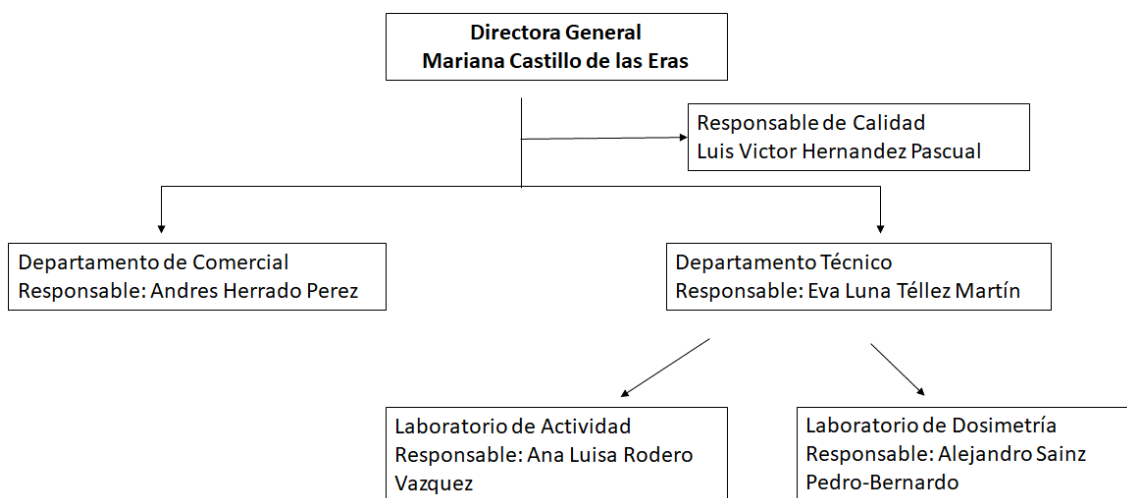 Directora General
Mariana Castillo de las Eras
Responsable de Calidad
Luis Victor Hernandez Pascual
Departamento de Comercial
Responsable: Andres Herrado Perez
Departamento Técnico
Responsable: Eva Luna Téllez Martín
Laboratorio de Actividad
Responsable: Ana Luisa Rodero
Vazquez
Laboratorio de Dosimetría
Responsable: Alejandro Sainz
Pedro-Bernardo